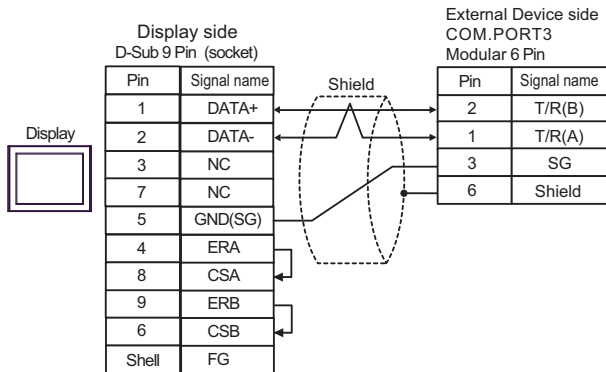 External Device side
COM.PORT3
Modular 6 Pin
Display side
D-Sub 9 Pin (socket)
Pin Signal name
Shield
Pin Signal name
1 DATA+
2 T/R(B)
Display
2 DATA-
1 T/R(A)
3 NC
3 SG
7 NC
6 Shield
5 GND(SG)
4 ERA
8 CSA
9 ERB
6 CSB
Shell FG